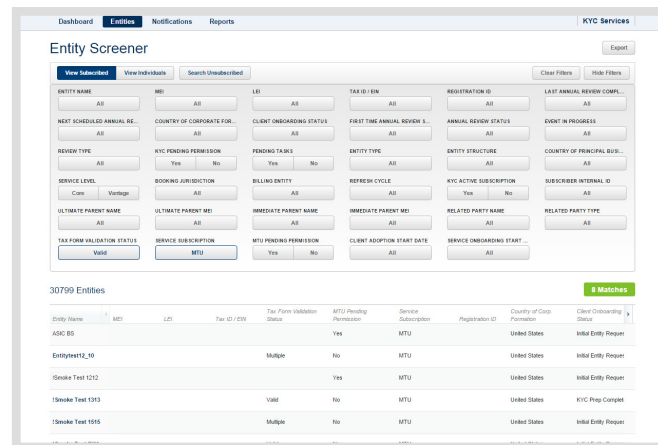 Dashboard Entities Notifications Reports KYC Services
Entity Screener Export
View Subscribed View Individuals Search Unsubscribed Clear Filters Hide Filters
ENTITY NAME MEI LEI TAX ID / EIN REGISTRATION ID LAST ANNUAL REVIEW COMPL...
All All All All All All
NEXT SCHEDULED ANNUAL RE... COUNTRY OF CORPORATE FOR... CLIENT ONBOARDING STATUS FIRST TIME ANNUAL REVIEW S... ANNUAL REVIEW STATUS EVENT IN PROGRESS
All All All All All All
REVIEW TYPE KYC PENDING PERMISSION PENDING TASKS ENTITY TYPE ENTITY STRUCTURE COUNTRY OF PRINCIPAL BUSI...
All Yes No Yes No All All All
SERVICE LEVEL BOOKING JURISDICTION BILLING ENTITY REFRESH CYCLE KYC ACTIVE SUBSCRIPTION SUBSCRIBER INTERNAL ID
Core Vantage All All All Yes No All
ULTIMATE PARENT NAME ULTIMATE PARENT MEI IMMEDIATE PARENT NAME IMMEDIATE PARENT MEI RELATED PARTY NAME RELATED PARTY TYPE
All All All All All All
TAX FORM VALIDATION STATUS SERVICE SUBSCRIPTION MTU PENDING PERMISSION CLIENT ADOPTION START DATE SERVICE ONBOARDING START ...
Valid MTU Yes No All All
30799 Entities 8 Matches
Entity Name MEI LEI Tax ID / EIN Tax Form Validation Status MTU Pending Permission Service Subscription Registration ID Country of Corp Formation Client Onboarding Status
ASIC BS Yes MTU United States Initial Entity Reques
Entitytest12_10 Multiple No MTU United States Initial Entity Reques
!Smoke Test 1212 Yes MTU United States Initial Entity Reques
!Smoke Test 1313 Valid No MTU United States KYC Prep Complet
!Smoke Test 1515 Multiple No MTU United States Initial Entity Reques